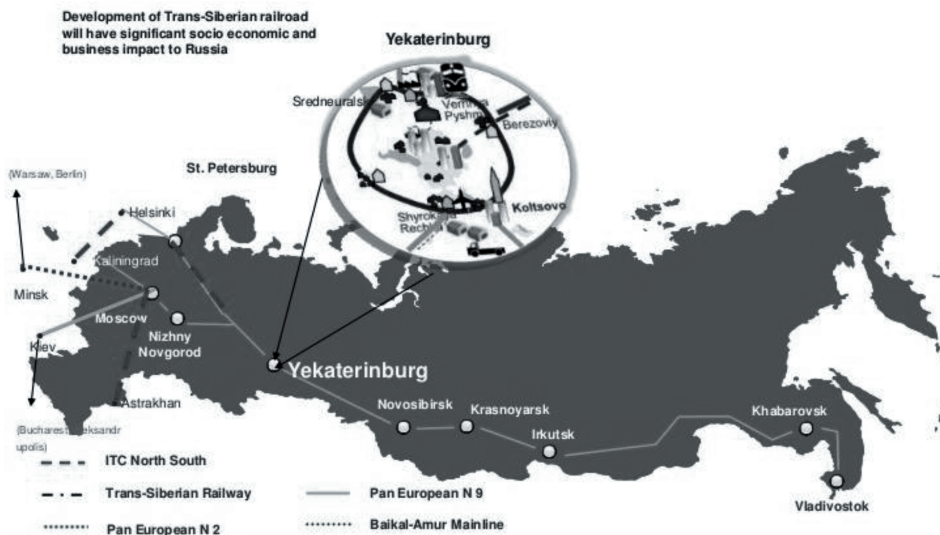 Development of Trans-Siberian railroad
will have significant socio economic and
business impact to Russia
Yekaterinburg
Sredneuralsk
Pyshm
Berezoviy
Koltsovo
St. Petersburg
(Warsaw, Berlin)
Helsinki
Kaliningrad
Minsk
Moscow
Nizhny
Novgorod
Kiev
Yekaterinburg
Astrakhan
Novosibirsk
Krasnoyarsk
Irkutsk
Khabarovsk
Vladivostok
(Bucharest,
upolis)
ITC North South
Trans-Siberian Railway
Pan European N 2
Pan European N 9
Baikal-Amur Mainline